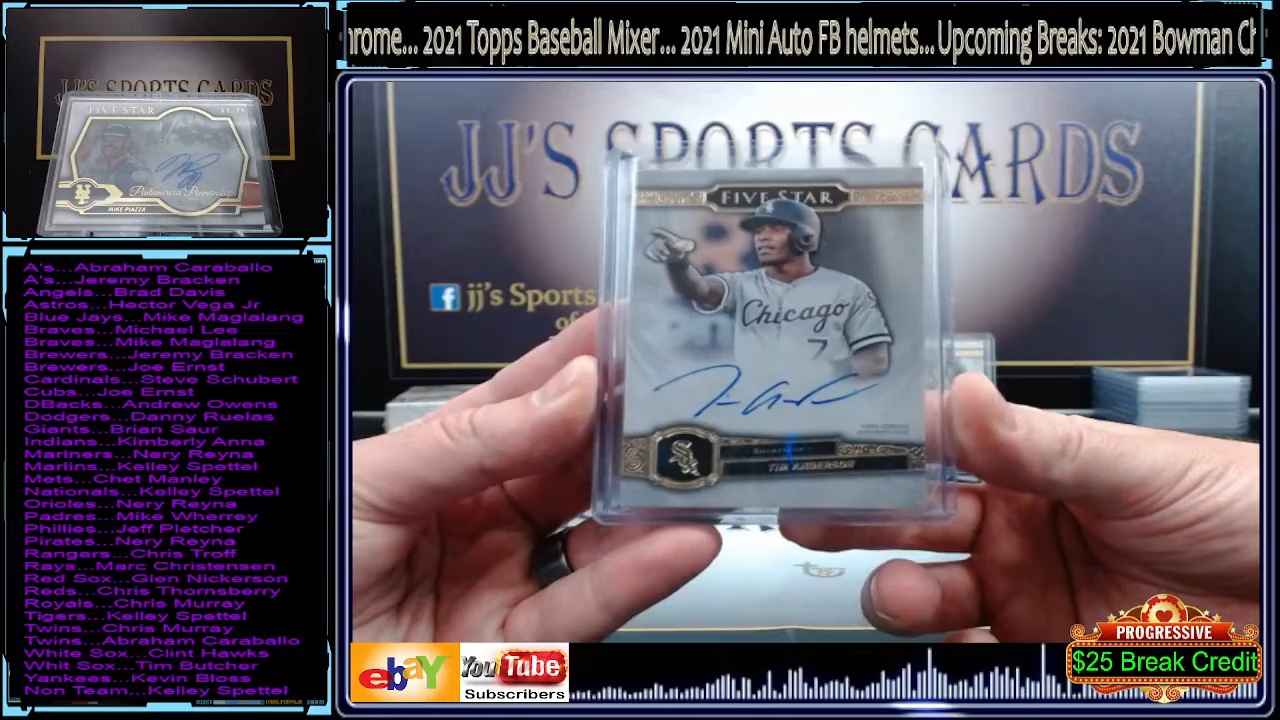 hrome... 2021 Topps Baseball Mixer... 2021 Mini Auto FB helmets... Upcoming Breaks: 2021 Bowman Ch
JJ'S SPORTS CARDS
FIVE STAR
Pentamerous Penmanship
MIKE PIAZZA
A's...Abraham Caraballo
A's...Jeremy Bracken
Angels...Brad Davis
Astros...Hector Vega Jr
Blue Jays...Mike Maglalang
Braves...Michael Lee
Braves...Mike Maglalang
Brewers...Jeremy Bracken
Brewers...Joe Ernst
Cardinals...Steve Schubert
Cubs...Joe Ernst
DBacks...Andrew Owens
Dodgers...Danny Ruelas
Giants...Brian Saur
Indians...Kimberly Anna
Mariners...Nery Reyna
Marlins...Kelley Spettel
Mets...Chet Manley
Nationals...Kelley Spettel
Orioles...Nery Reyna
Padres...Mike Wherrey
Phillies...Jeff Pletcher
Pirates...Nery Reyna
Rangers...Chris Troff
Rays...Marc Christensen
Red Sox...Glen Nickerson
Reds...Chris Thornsberry
Royals...Chris Murray
Tigers...Kelley Spettel
Twins...Chris Murray
Twins...Abraham Caraballo
White Sox...Clint Hawks
Whit Sox...Tim Butcher
Yankees...Kevin Bloss
Non Team...Kelley Spettel
JJ'S SPORTS CARDS
f jj's Sports
of
FIVE STAR
Chicago
7
SOX
TIM ANDERSON
ebay
YouTube
Subscribers
PROGRESSIVE
$25 Break Credit